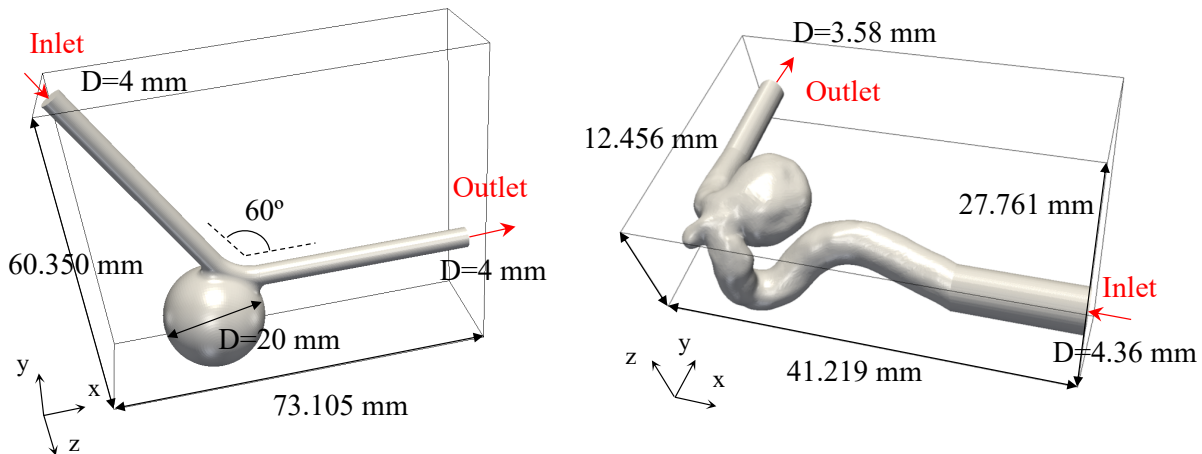 Inlet
D=4 mm
60º
Outlet
60.350 mm
D=4 mm
D=20 mm
73.105 mm
y
x
z
D=3.58 mm
Outlet
12.456 mm
27.761 mm
Inlet
D=4.36 mm
41.219 mm
z
y
x